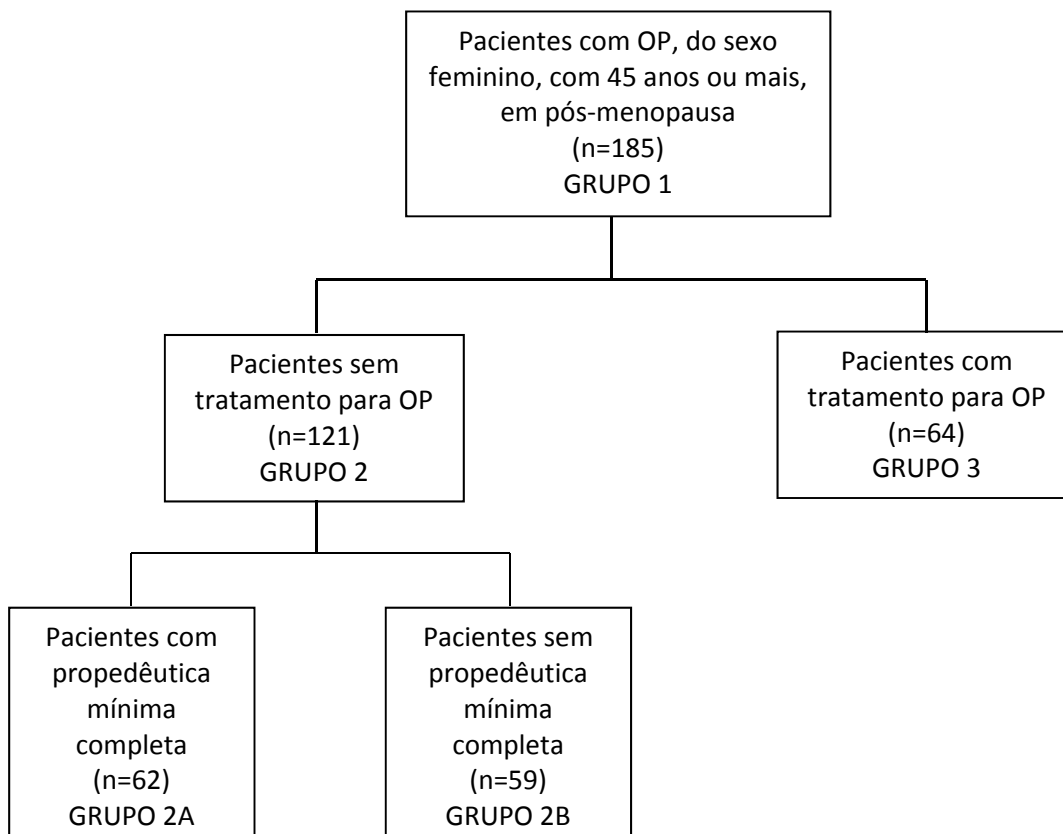 Pacientes com OP, do sexo
feminino, com 45 anos ou mais,
em pós-menopausa
(n=185)
GRUPO 1
Pacientes sem
tratamento para OP
(n=121)
GRUPO 2
Pacientes com
tratamento para OP
(n=64)
GRUPO 3
Pacientes com
propedêutica
mínima
completa
(n=62)
GRUPO 2A
Pacientes sem
propedêutica
mínima
completa
(n=59)
GRUPO 2B